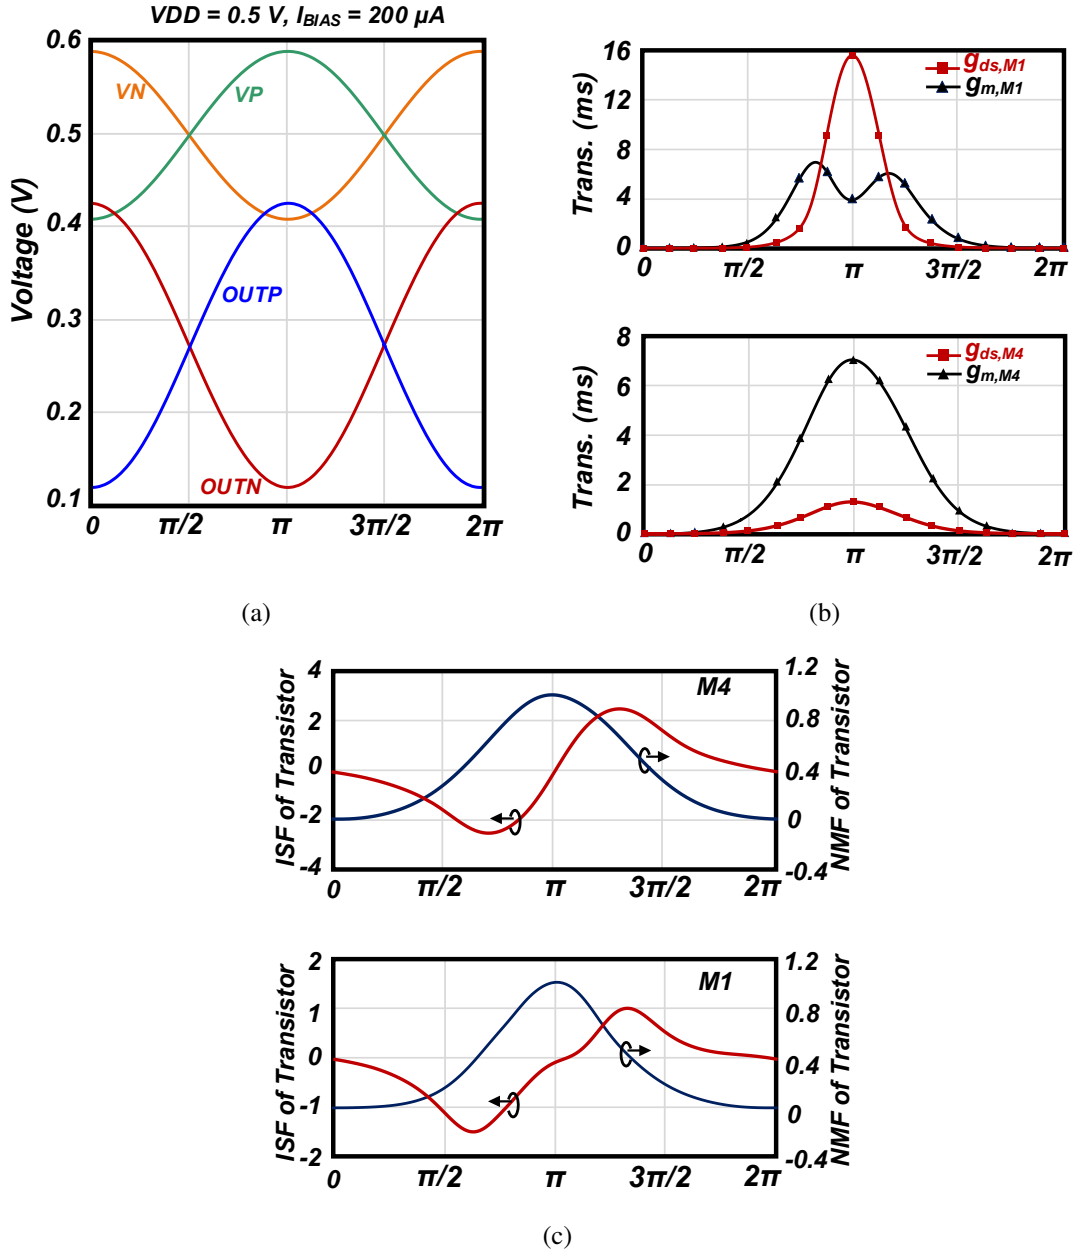 VDD = 0.5 V, I_BIAS = 200 µA
0.6
0.5
0.4
0.3
0.2
0.1
Voltage (V)
VN
VP
OUTP
OUTN
0 π/2 π 3π/2 2π
(a)
16
12
8
4
0
Trans. (ms)
g_ds,M1
g_m,M1
0 π/2 π 3π/2 2π
8
6
4
2
0
Trans. (ms)
g_ds,M4
g_m,M4
0 π/2 π 3π/2 2π
(b)
4
2
0
-2
-4
ISF of Transistor
M4
1.2
0.8
0.4
0
-0.4
NMF of Transistor
0 π/2 π 3π/2 2π
2
1
0
-1
-2
ISF of Transistor
M1
1.2
0.8
0.4
0
-0.4
NMF of Transistor
0 π/2 π 3π/2 2π
(c)